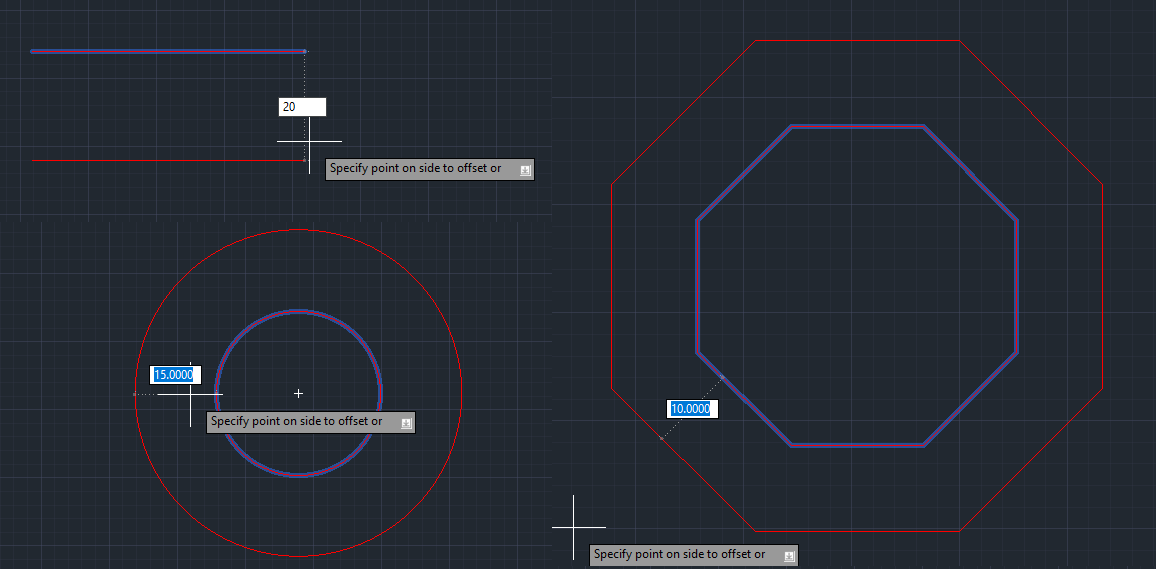 20
Specify point on side to offset or
15.0000
Specify point on side to offset or
10.0000
Specify point on side to offset or